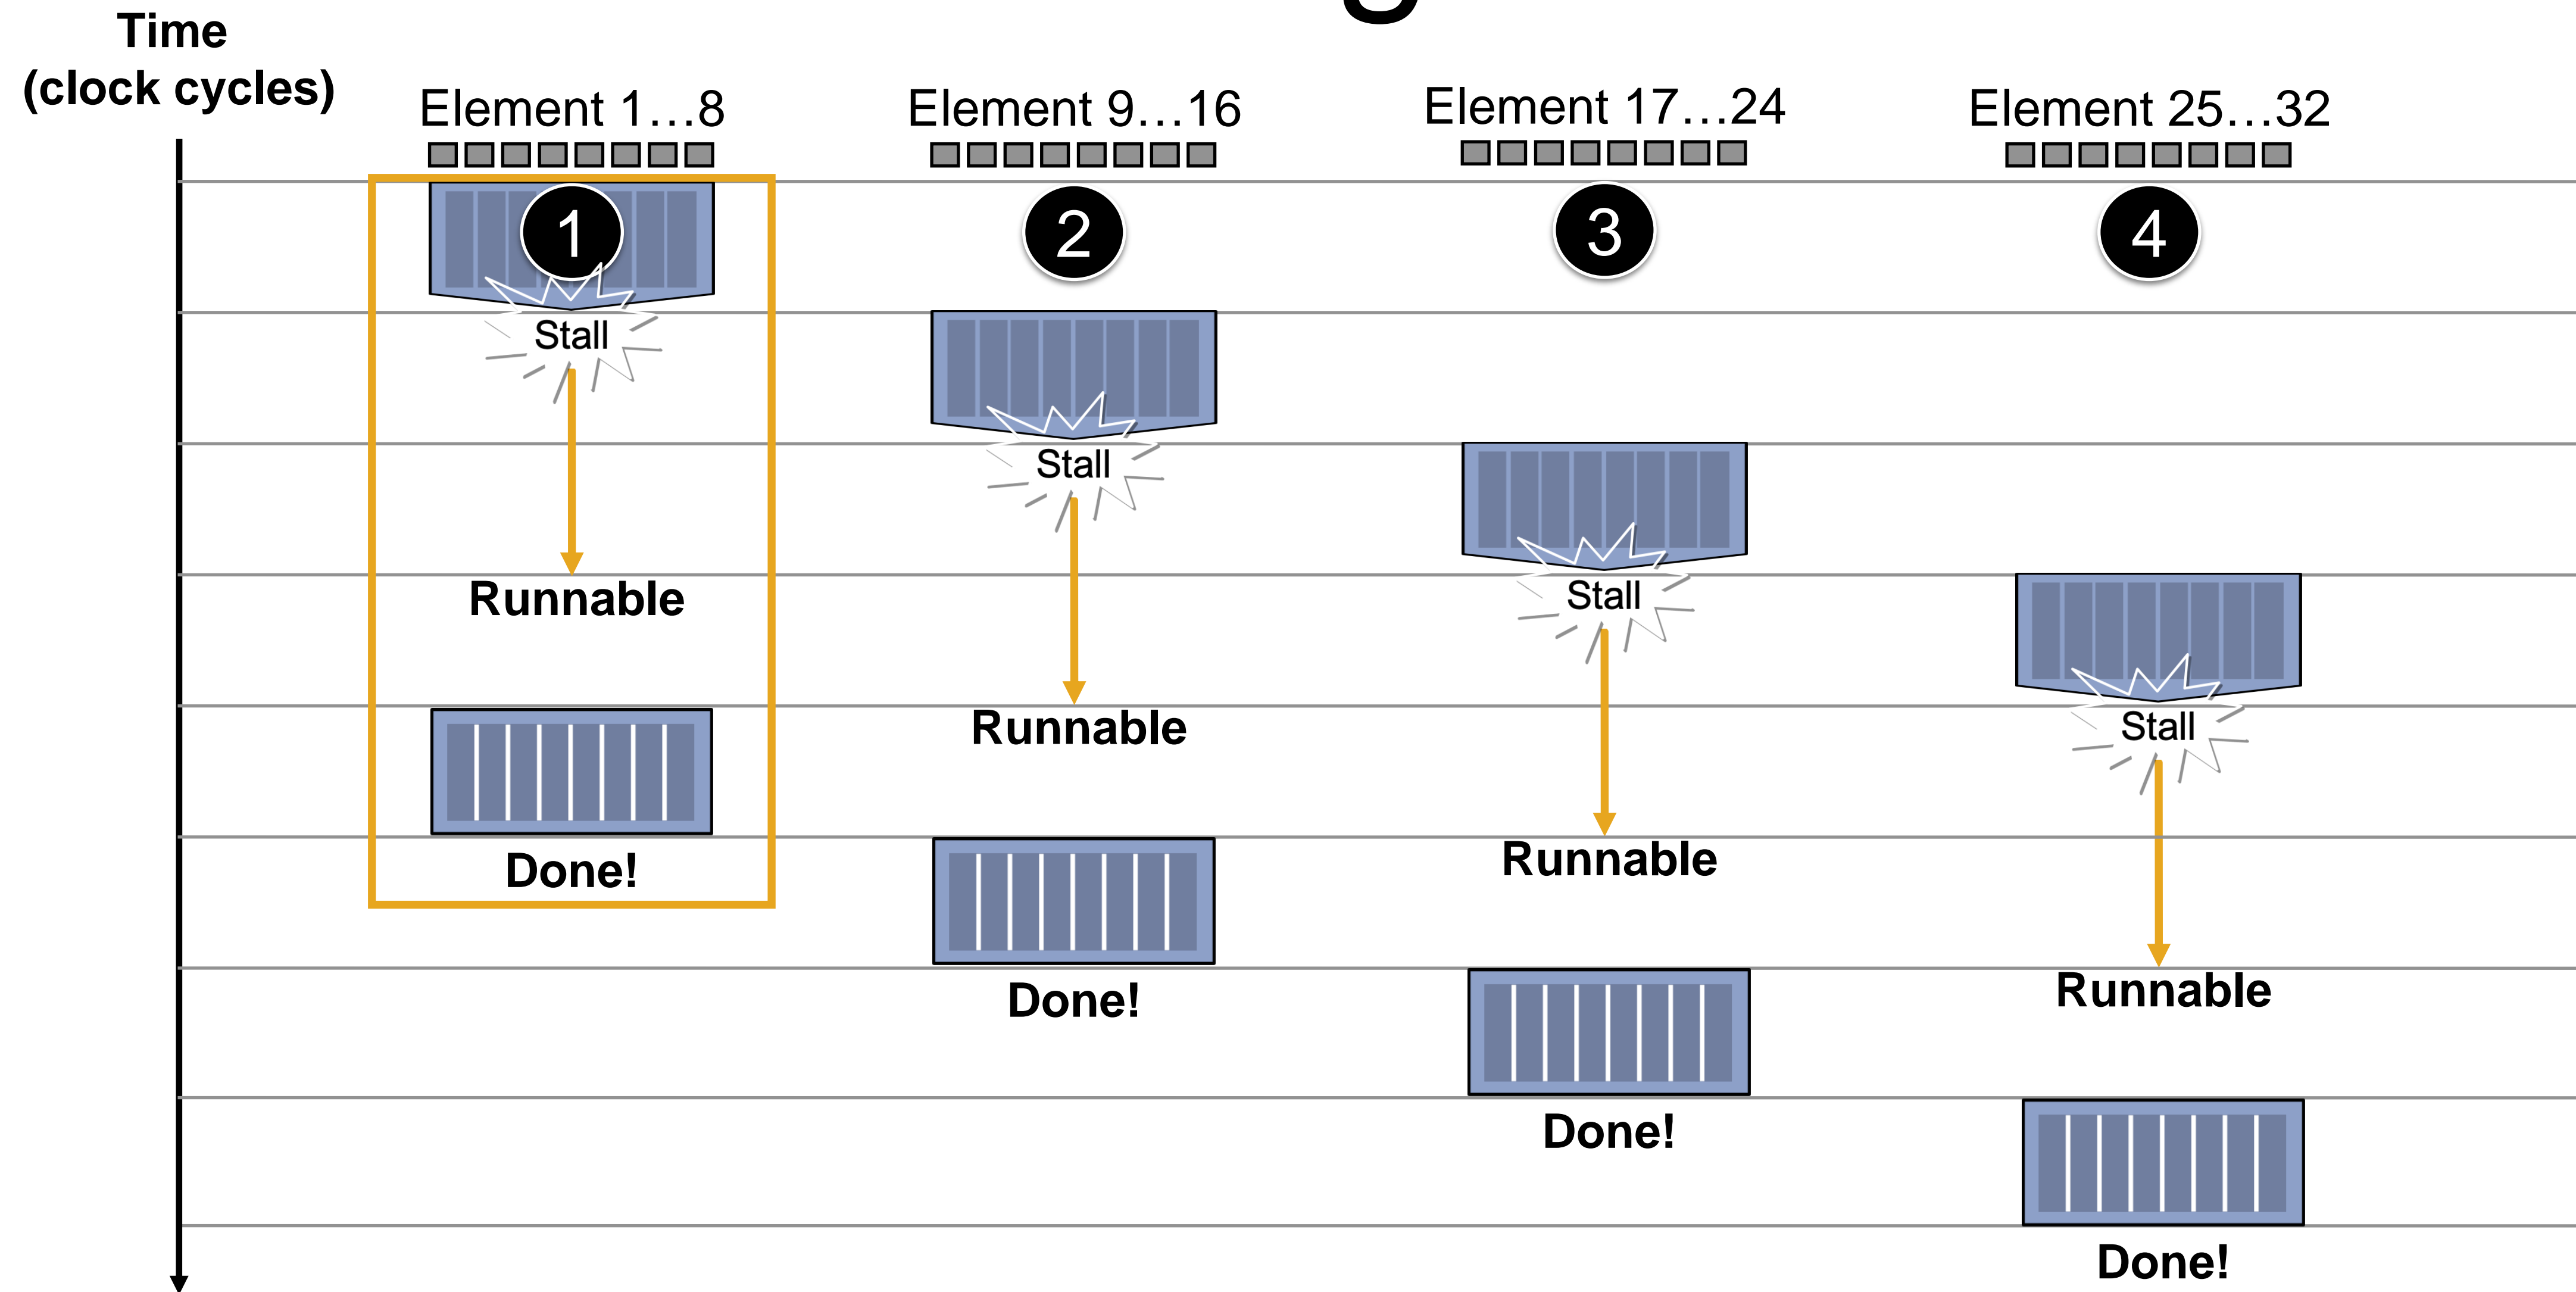 Time
(clock cycles)
Element 1…8
Element 9…16
Element 17…24
Element 25…32
1
2
3
4
Stall
Stall
Stall
Runnable
Stall
Runnable
Stall
Runnable
Done!
Runnable
Done!
Done!
Done!